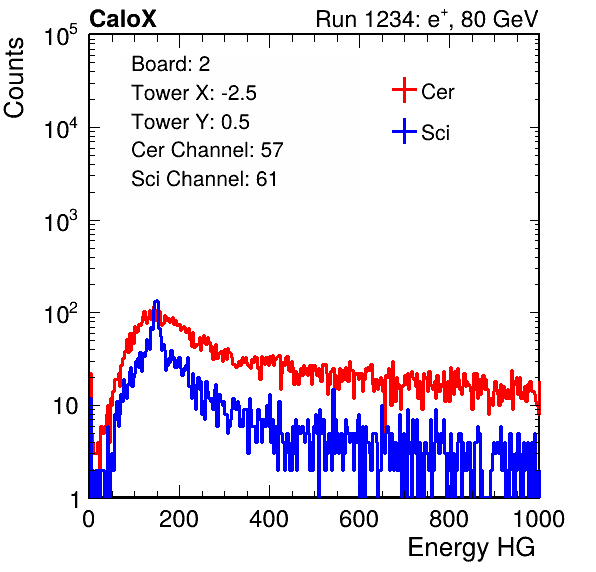 CaloX Run 1234: e⁺, 80 GeV
Counts
10⁵
10⁴
10³
10²
10
1
Board: 2
Tower X: -2.5
Tower Y: 0.5
Cer Channel: 57
Sci Channel: 61
Cer
Sci
0 200 400 600 800 1000
Energy HG